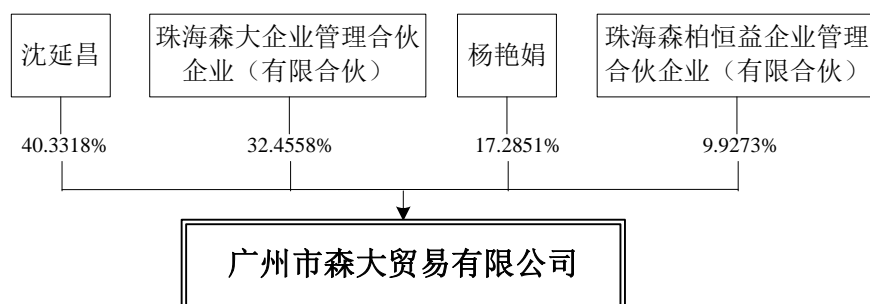 沈延昌
珠海森大企业管理合伙
企业（有限合伙）
杨艳娟
珠海森柏恒益企业管理
合伙企业（有限合伙）
40.3318%
32.4558%
17.2851%
9.9273%
广州市森大贸易有限公司